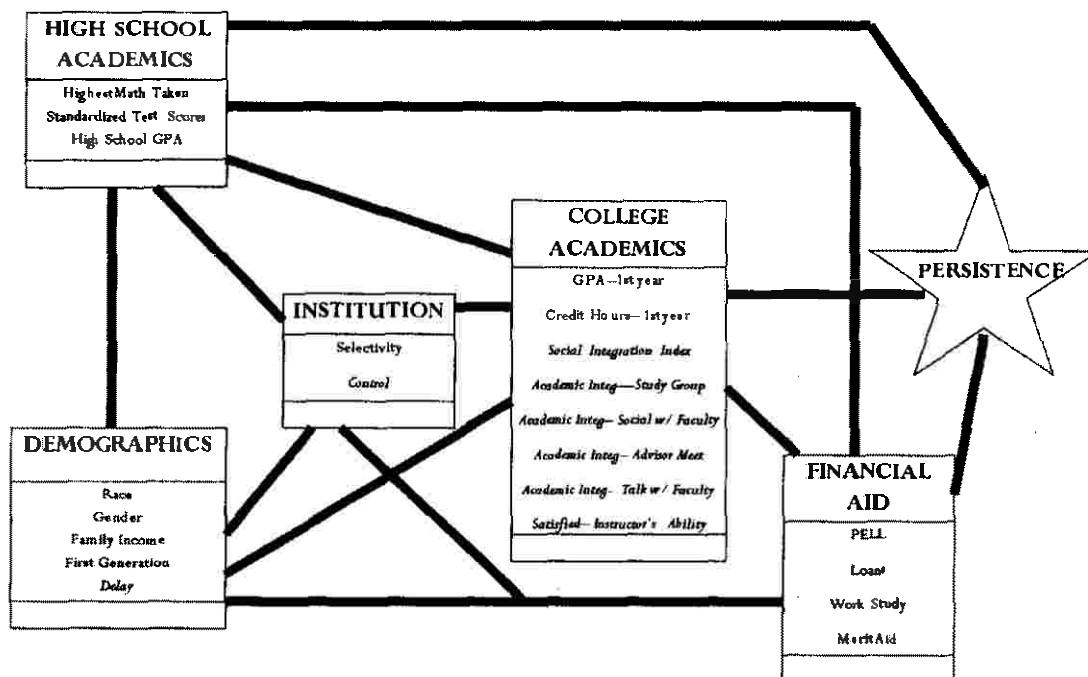 HIGH SCHOOL
ACADEMICS
Highest Math Taken
Standardized Test Scores
High School GPA
COLLEGE
ACADEMICS
GPA—1st year
Credit Hours—1st year
Social Integration Index
Academic Integ—Study Group
Academic Integ—Social w/ Faculty
Academic Integ—Advisor Meet
Academic Integ- Talk w/ Faculty
Satisfied—Instructor's Ability
PERSISTENCE
INSTITUTION
Selectivity
Control
DEMOGRAPHICS
Race
Gender
Family Income
First Generation
Delay
FINANCIAL
AID
PELL
Loans
Work Study
Merit Aid